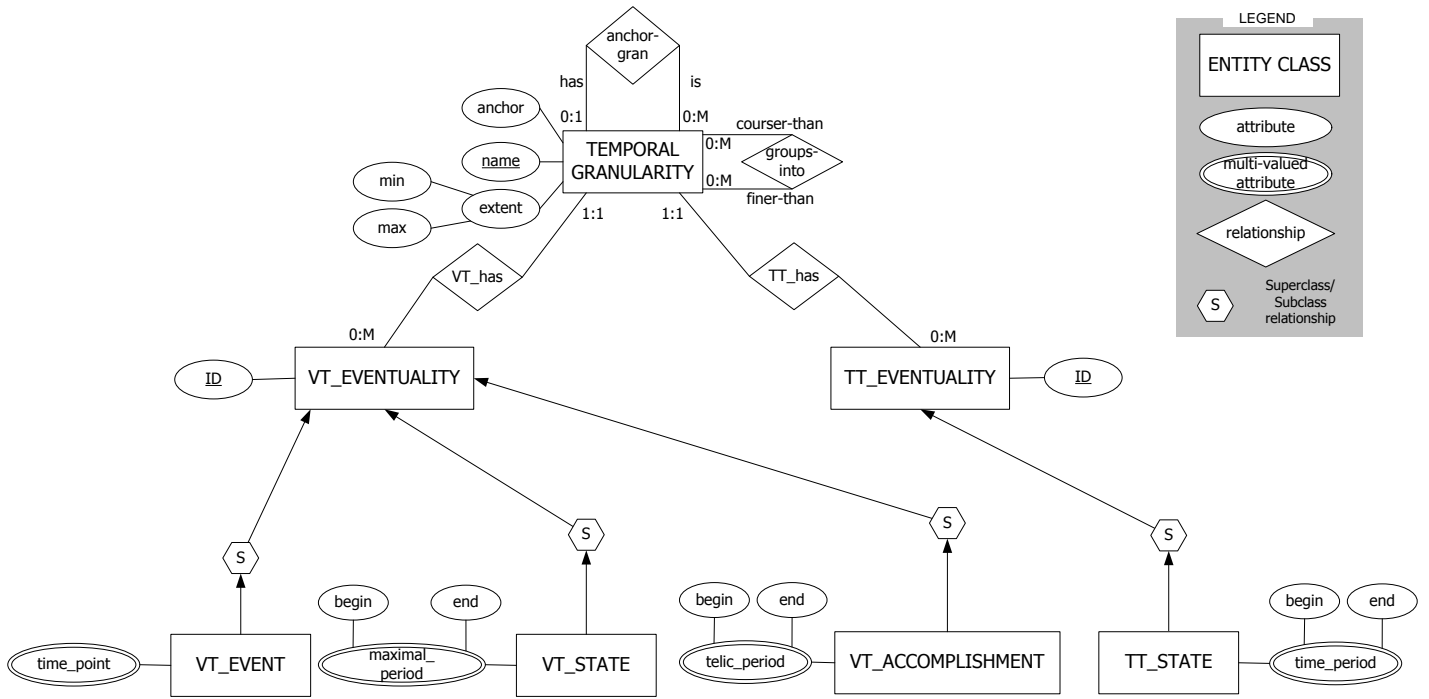 LEGEND
ENTITY CLASS
attribute
multi-valued
attribute
relationship
S
Superclass/
Subclass
relationship
anchor-
gran
has
is
0:1
0:M
anchor
name
extent
min
max
TEMPORAL
GRANULARITY
courser-than
0:M
groups-
into
0:M
finer-than
1:1
1:1
VT_has
TT_has
0:M
0:M
ID
VT_EVENTUALITY
TT_EVENTUALITY
ID
S
S
S
S
time_point
VT_EVENT
begin
end
maximal_
period
VT_STATE
begin
end
telic_period
VT_ACCOMPLISHMENT
TT_STATE
begin
end
time_period